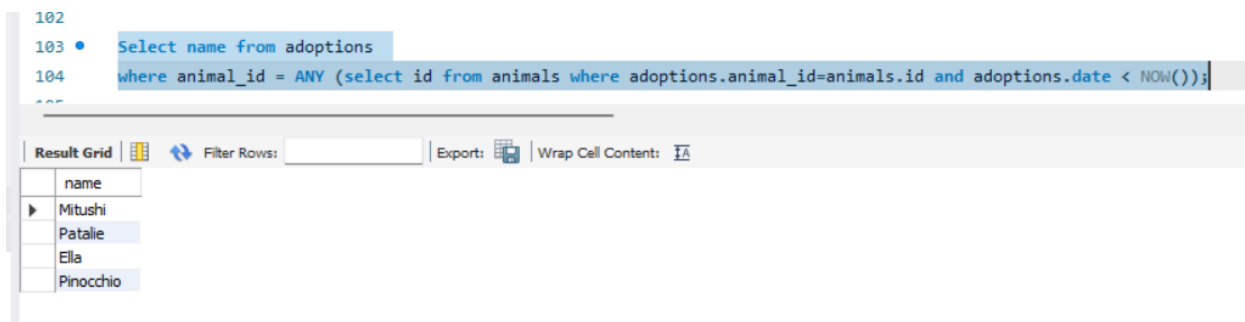 102
103 Select name from adoptions
104 where animal_id = ANY (select id from animals where adoptions.animal_id=animals.id and adoptions.date < NOW());
Result Grid Filter Rows: Export: Wrap Cell Content: IA
name
Mitushi
Patalie
Ella
Pinocchio